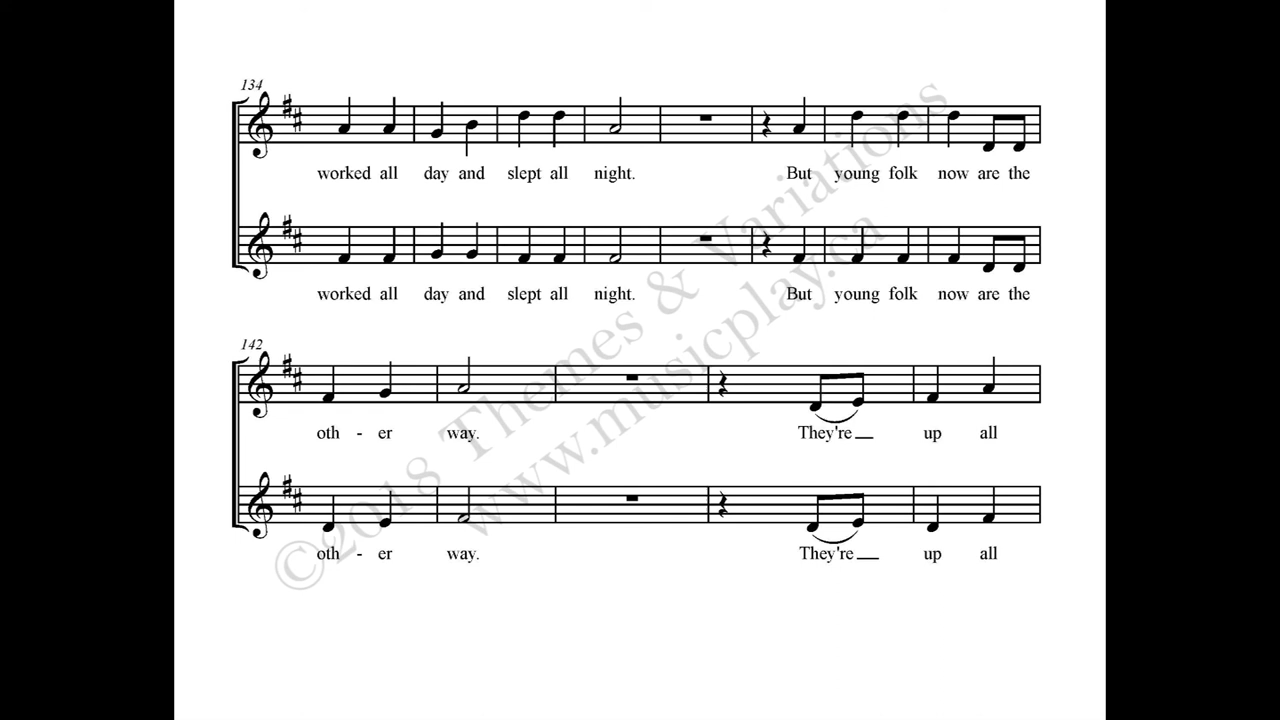 134
worked all day and slept all night. But young folk now are the
worked all day and slept all night. But young folk now are the
142
oth - er way. They're up all
oth - er way. They're up all
©2018 Themes & Variations
www.musicplay.ca